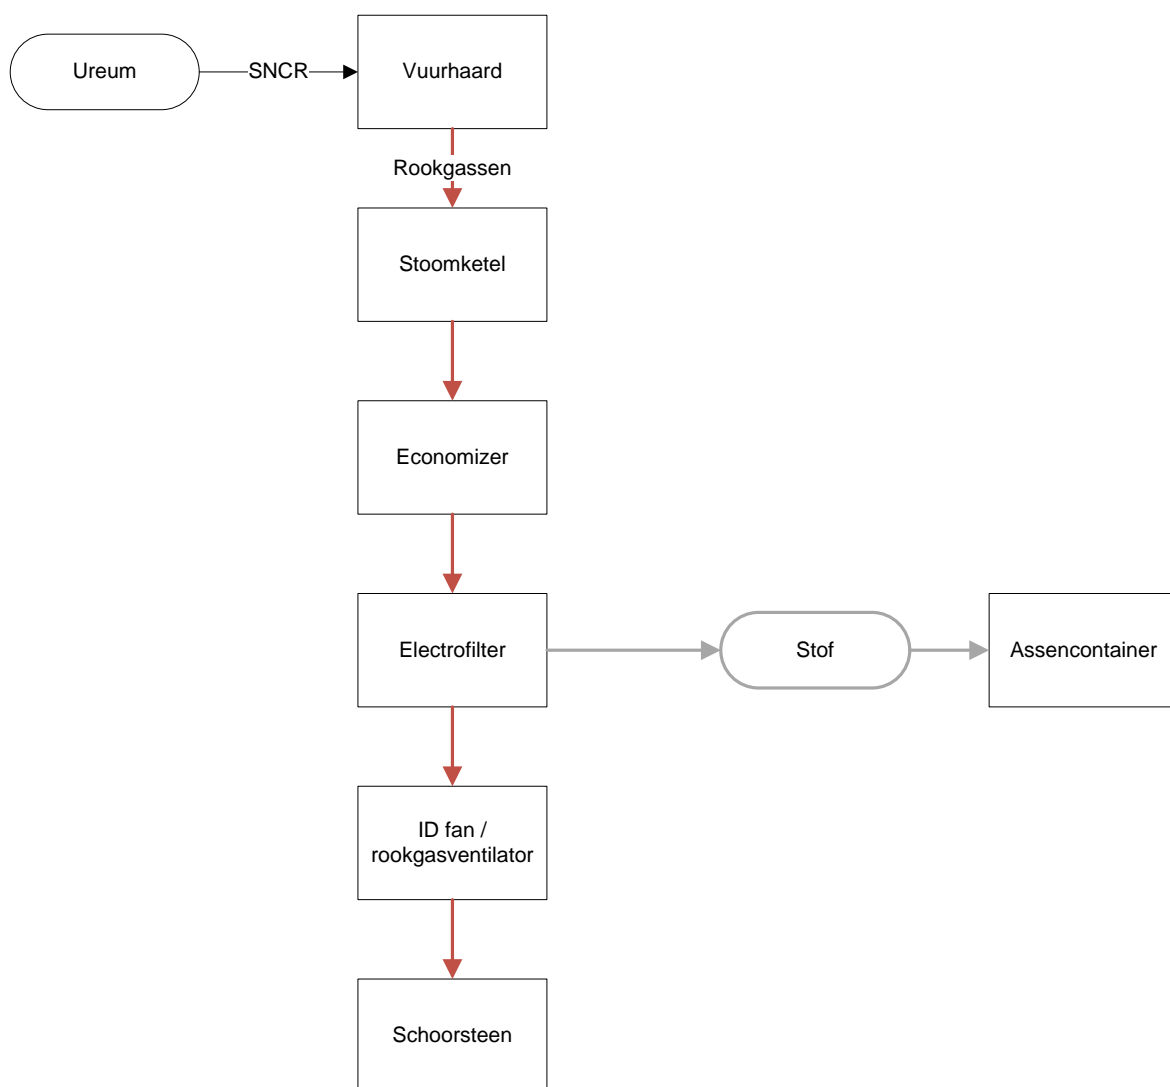 Ureum
SNCR
Vuurhaard
Rookgassen
Stoomketel
Economizer
Electrofilter
Stof
Assencontainer
ID fan /
rookgasventilator
Schoorsteen